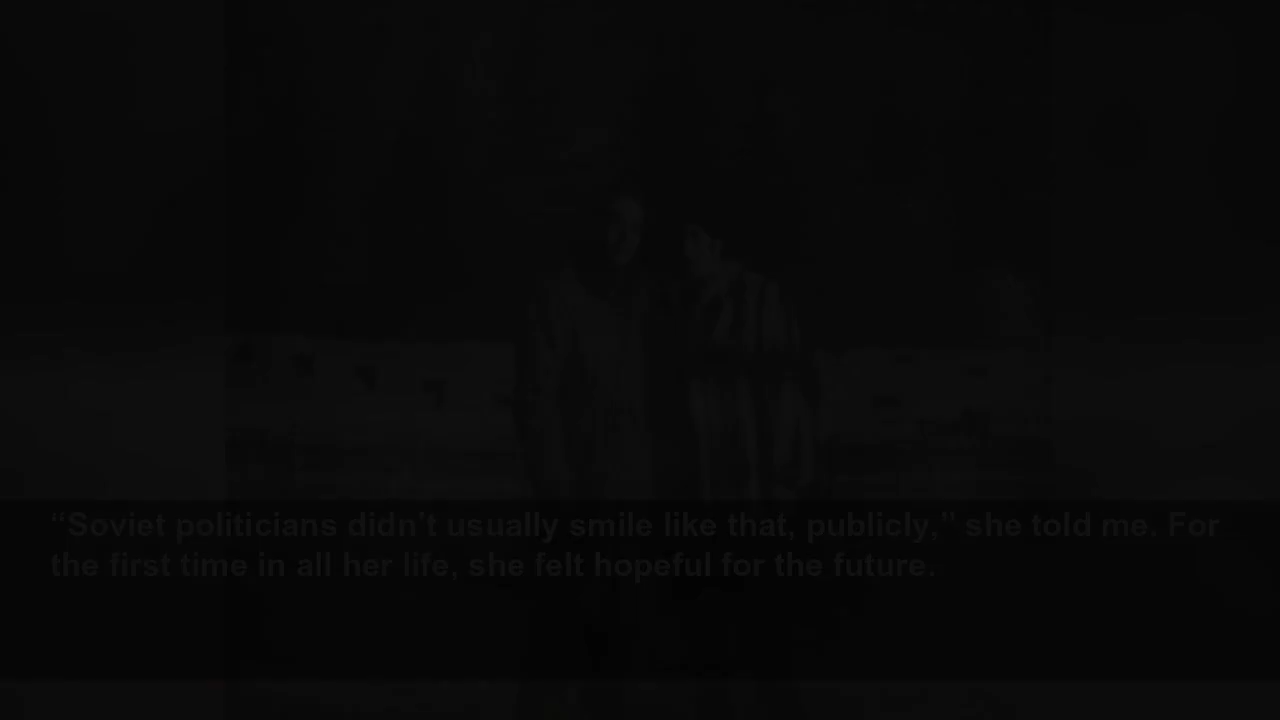 “Soviet politicians didn’t usually smile like that, publicly,” she told me. For
the first time in all her life, she felt hopeful for the future.